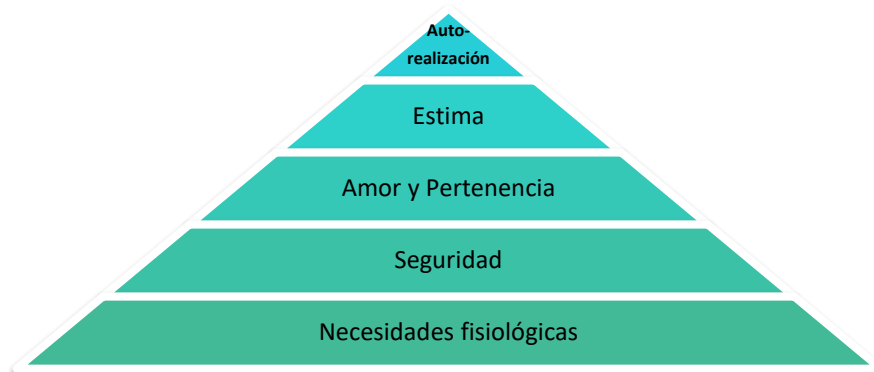 Auto-
realización
Estima
Amor y Pertenencia
Seguridad
Necesidades fisiológicas